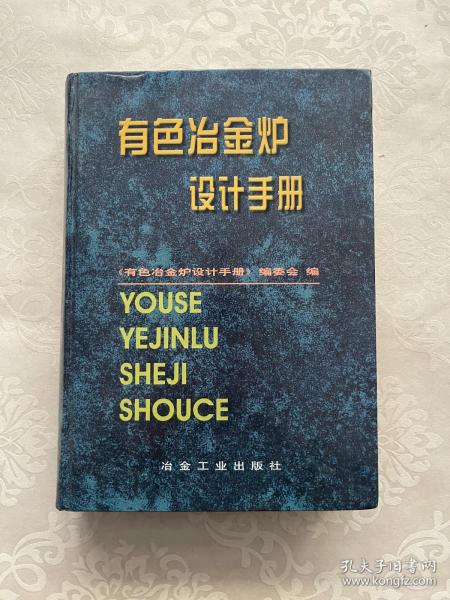 有色冶金炉
设计手册
《有色冶金炉设计手册》编委会 编
YOUSE
YEJINLU
SHEJI
SHOUCE
冶金工业出版社
孔夫子旧书网
www.kongfz.com